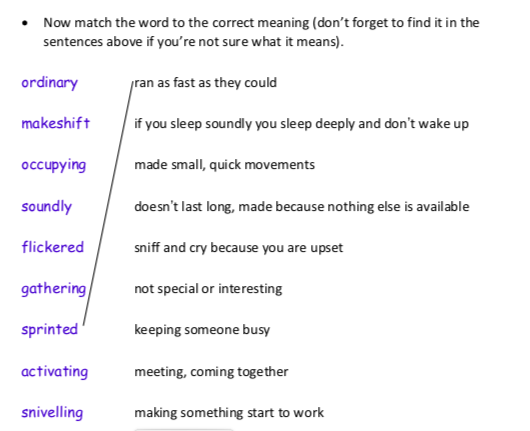 • Now match the word to the correct meaning (don't forget to find it in the
sentences above if you're not sure what it means).
ordinary ran as fast as they could
makeshift if you sleep soundly you sleep deeply and don't wake up
occupying made small, quick movements
soundly doesn't last long, made because nothing else is available
flickered sniff and cry because you are upset
gathering not special or interesting
sprinted keeping someone busy
activating meeting, coming together
snivelling making something start to work